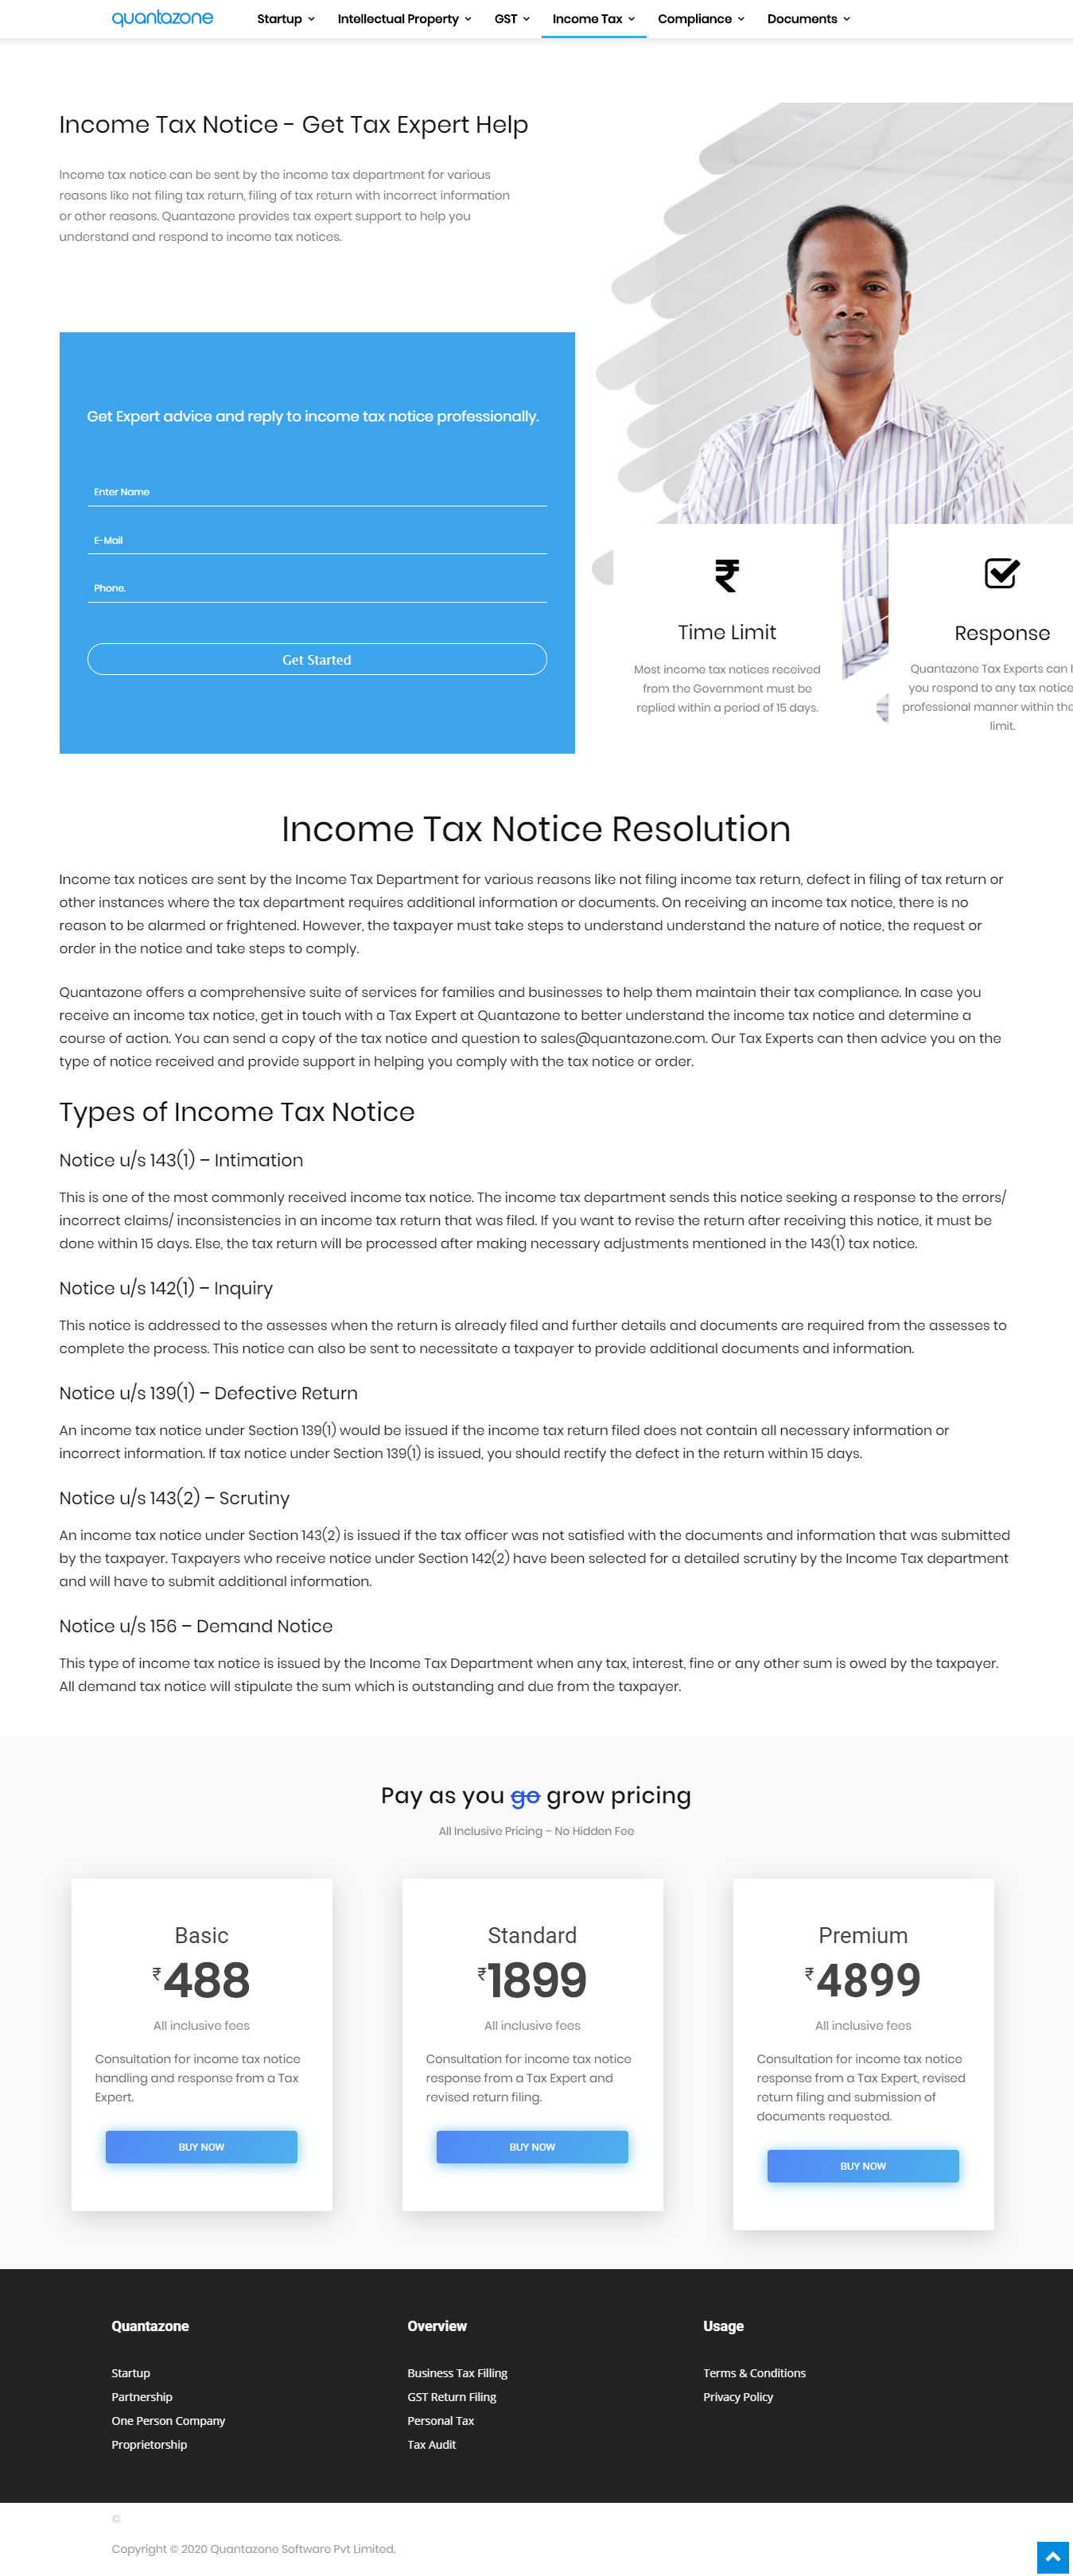 quantazone
Startup
Intellectual Property
GST
Income Tax
Compliance
Documents
Income Tax Notice - Get Tax Expert Help
Income tax notice can be sent by the income tax department for various
reasons like not filing tax return, filing of tax return with incorrect information
or other reasons. Quantazone provides tax expert support to help you
understand and respond to income tax notices.
Get Expert advice and reply to income tax notice professionally.
Enter Name
E-Mail
Phone.
Get Started
₹
Time Limit
Most income tax notices received
from the Government must be
replied within a period of 15 days.
Response
Quantazone Tax Experts can
you respond to any tax notice
professional manner within the
limit.
Income Tax Notice Resolution
Income tax notices are sent by the Income Tax Department for various reasons like not filing income tax return, defect in filing of tax return or
other instances where the tax department requires additional information or documents. On receiving an income tax notice, there is no
reason to be alarmed or frightened. However, the taxpayer must take steps to understand understand the nature of notice, the request or
order in the notice and take steps to comply.
Quantazone offers a comprehensive suite of services for families and businesses to help them maintain their tax compliance. In case you
receive an income tax notice, get in touch with a Tax Expert at Quantazone to better understand the income tax notice and determine a
course of action. You can send a copy of the tax notice and question to sales@quantazone.com. Our Tax Experts can then advice you on the
type of notice received and provide support in helping you comply with the tax notice or order.
Types of Income Tax Notice
Notice u/s 143(1) – Intimation
This is one of the most commonly received income tax notice. The income tax department sends this notice seeking a response to the errors/
incorrect claims/ inconsistencies in an income tax return that was filed. If you want to revise the return after receiving this notice, it must be
done within 15 days. Else, the tax return will be processed after making necessary adjustments mentioned in the 143(1) tax notice.
Notice u/s 142(1) – Inquiry
This notice is addressed to the assesses when the return is already filed and further details and documents are required from the assesses to
complete the process. This notice can also be sent to necessitate a taxpayer to provide additional documents and information.
Notice u/s 139(1) – Defective Return
An income tax notice under Section 139(1) would be issued if the income tax return filed does not contain all necessary information or
incorrect information. If tax notice under Section 139(1) is issued, you should rectify the defect in the return within 15 days.
Notice u/s 143(2) – Scrutiny
An income tax notice under Section 143(2) is issued if the tax officer was not satisfied with the documents and information that was submitted
by the taxpayer. Taxpayers who receive notice under Section 142(2) have been selected for a detailed scrutiny by the Income Tax department
and will have to submit additional information.
Notice u/s 156 – Demand Notice
This type of income tax notice is issued by the Income Tax Department when any tax, interest, fine or any other sum is owed by the taxpayer.
All demand tax notice will stipulate the sum which is outstanding and due from the taxpayer.
Pay as you go grow pricing
All Inclusive Pricing – No Hidden Fee
Basic
₹488
All inclusive fees
Consultation for income tax notice
handling and response from a Tax
Expert.
BUY NOW
Standard
₹1899
All inclusive fees
Consultation for income tax notice
response from a Tax Expert and
revised return filing.
BUY NOW
Premium
₹4899
All inclusive fees
Consultation for income tax notice
response from a Tax Expert, revised
return filing and submission of
documents requested.
BUY NOW
Quantazone
Startup
Partnership
One Person Company
Proprietorship
Overview
Business Tax Filling
GST Return Filing
Personal Tax
Tax Audit
Usage
Terms & Conditions
Privacy Policy
©
Copyright © 2020 Quantazone Software Pvt Limited.